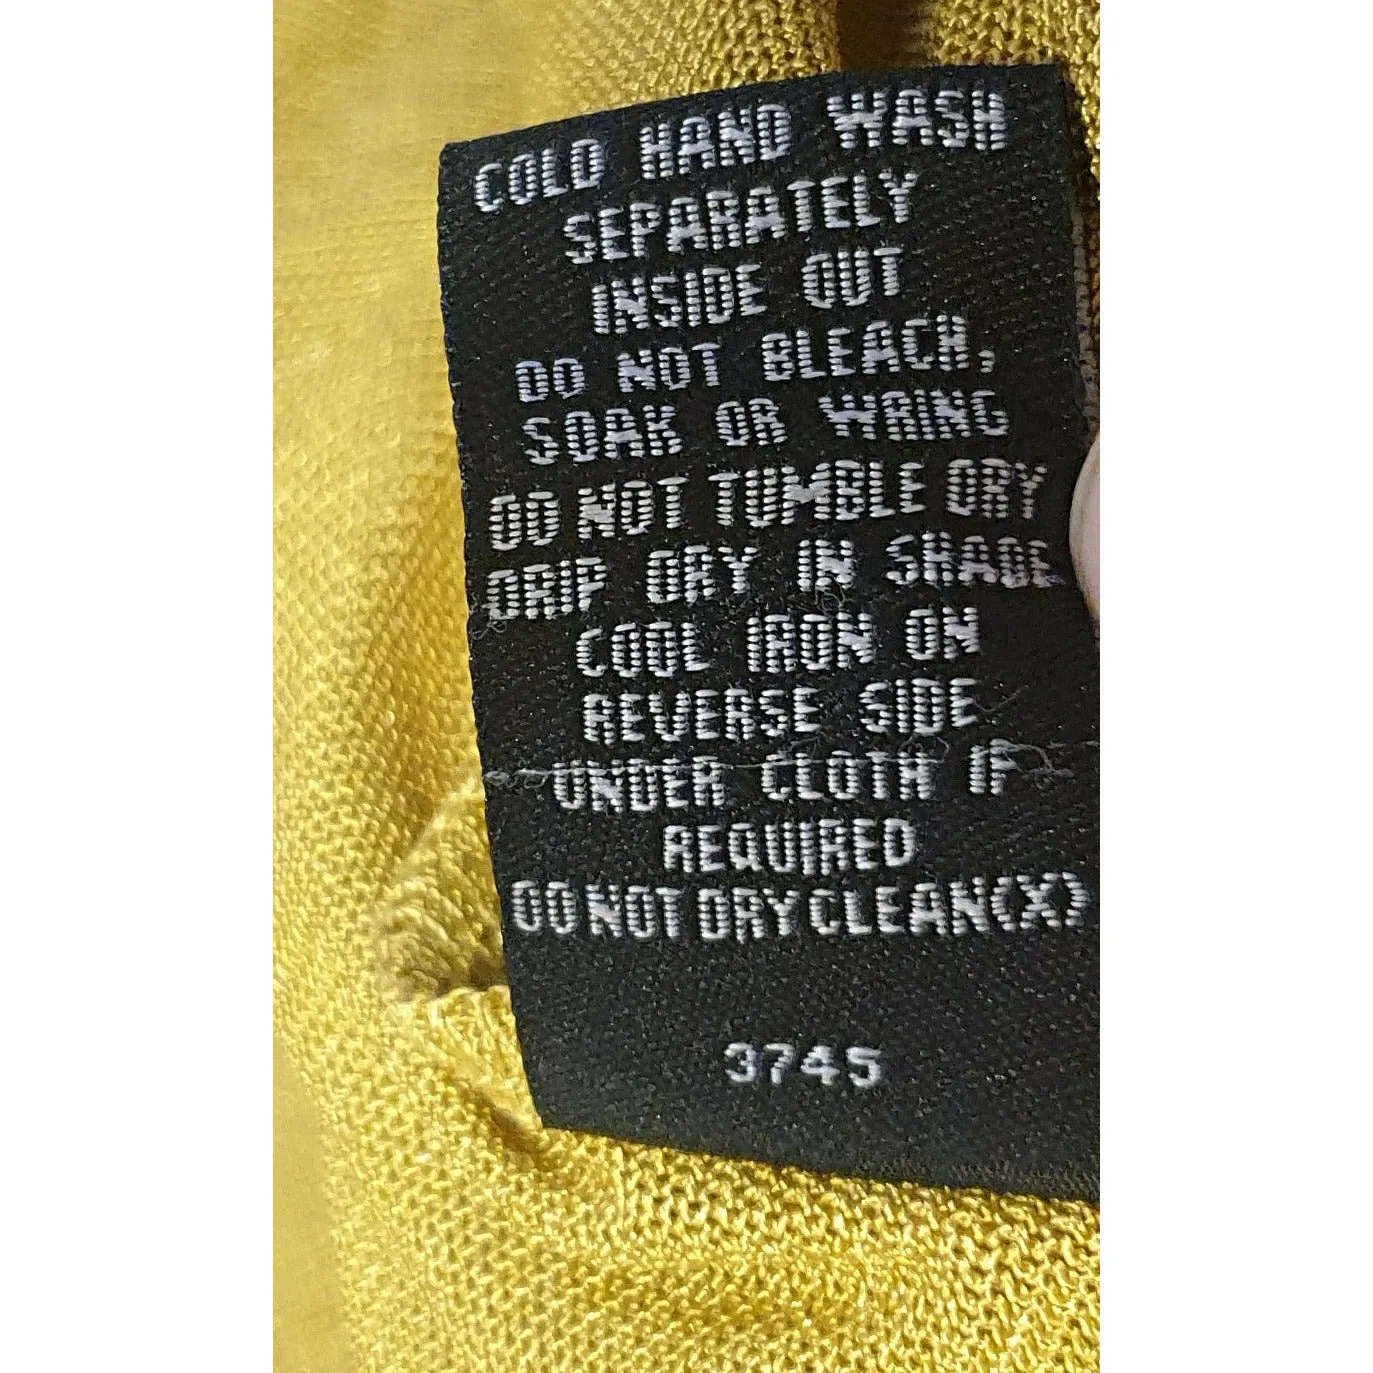 COLD HAND WASH
SEPARATELY
INSIDE OUT
DO NOT BLEACH,
SOAK OR WRING
DO NOT TUMBLE DRY
DRIP DRY IN SHADE
COOL IRON ON
REVERSE SIDE
UNDER CLOTH IF
REQUIRED
DO NOT DRY CLEAN(X)
3745